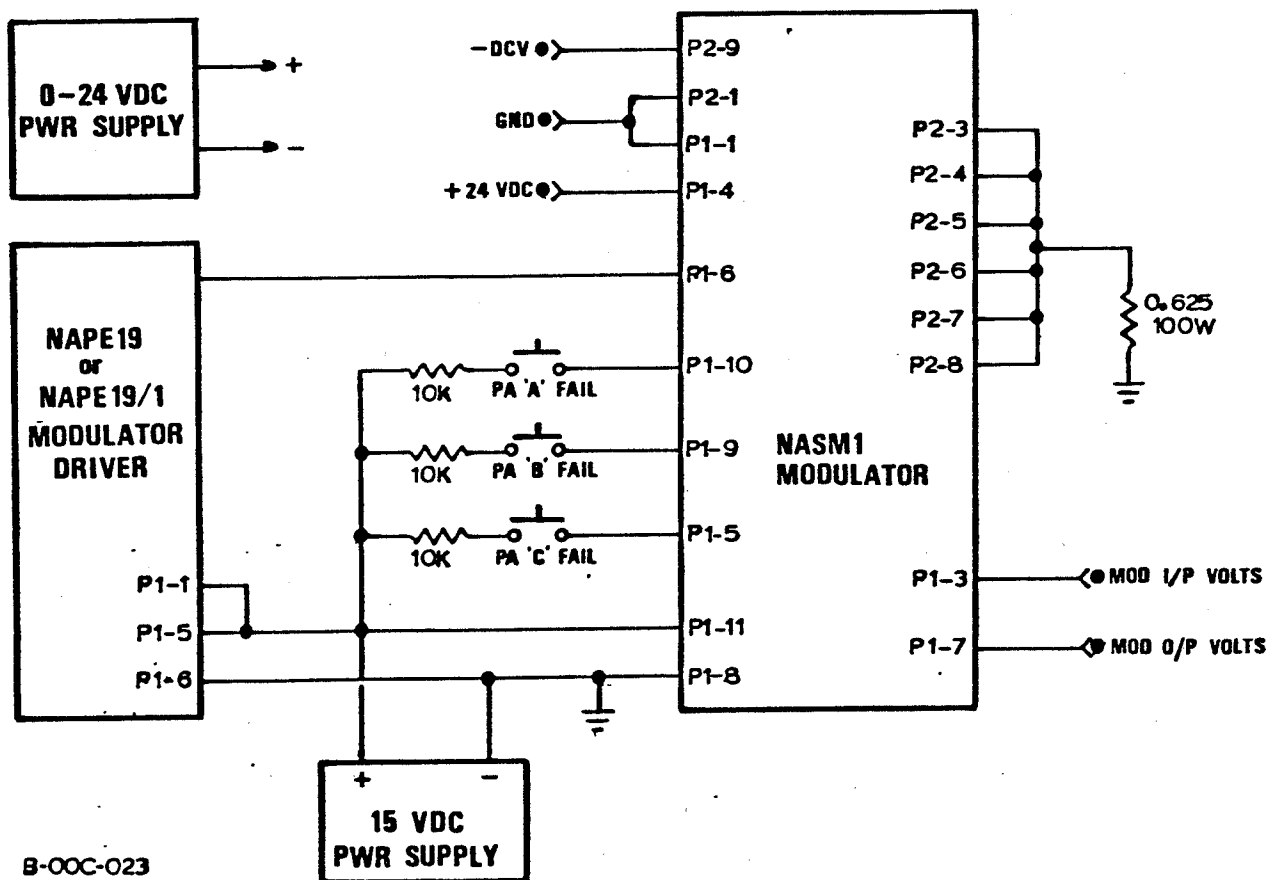 0-24 VDC
PWR SUPPLY
+
-
-DCV
GND
+24 VDC
P2-9
P2-1
P1-1
P1-4
P1-6
P1-10
P1-9
P1-5
P1-11
P1-8
NASM1
MODULATOR
P2-3
P2-4
P2-5
P2-6
P2-7
P2-8
P1-3
P1-7
0.625
100W
MOD I/P VOLTS
MOD O/P VOLTS
NAPE19
or
NAPE19/1
MODULATOR
DRIVER
P1-1
P1-5
P1-6
10K
PA 'A' FAIL
10K
PA 'B' FAIL
10K
PA 'C' FAIL
+
-
15 VDC
PWR SUPPLY
B-00C-023